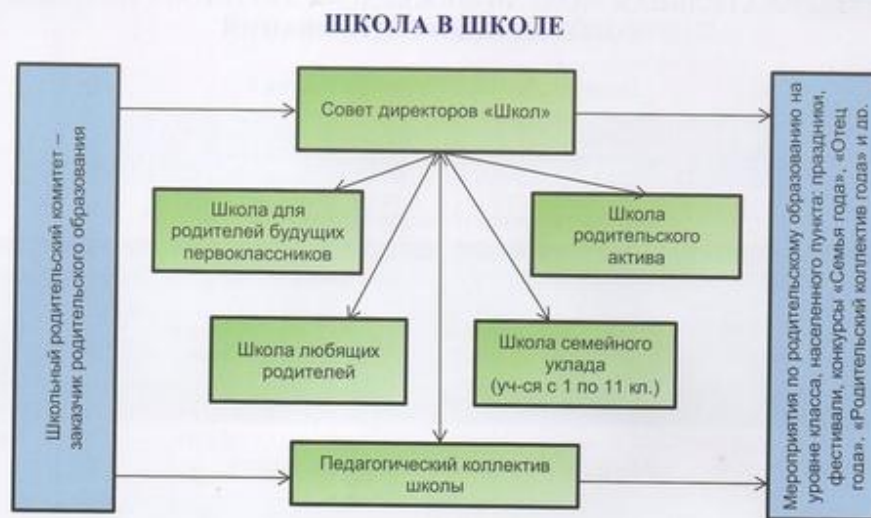 ШКОЛА В ШКОЛЕ
Школьный родительский комитет –
заказчик родительского образования
Совет директоров «Школ»
Школа для
родителей будущих
первоклассников
Школа
родительского
актива
Школа любящих
родителей
Школа семейного
уклада
(уч-ся с 1 по 11 кл.)
Педагогический коллектив
школы
Мероприятия по родительскому образованию на
уровне класса, населенного пункта: праздники,
фестивали, конкурсы «Семья года», «Отец
года», «Родительский коллектив года» и др.